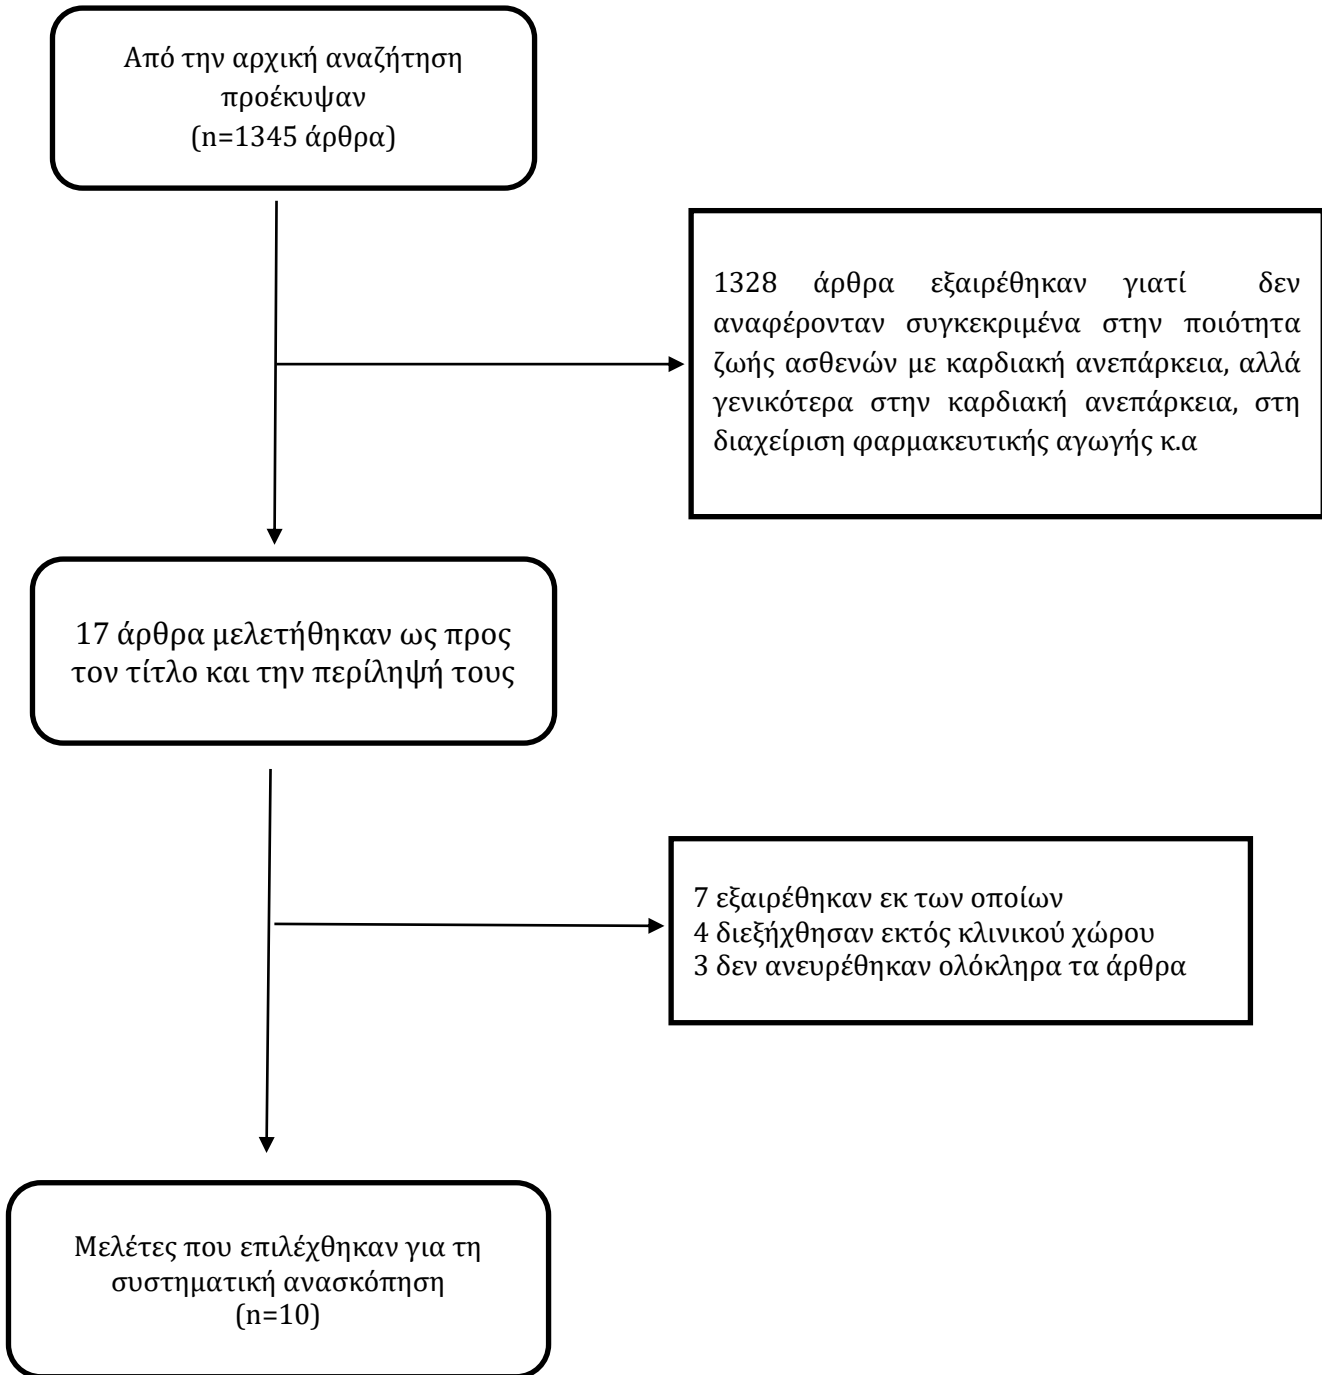 Από την αρχική αναζήτηση
προέκυψαν
(n=1345 άρθρα)
1328 άρθρα εξαιρέθηκαν γιατί δεν
αναφέρονταν συγκεκριμένα στην ποιότητα
ζωής ασθενών με καρδιακή ανεπάρκεια, αλλά
γενικότερα στην καρδιακή ανεπάρκεια, στη
διαχείριση φαρμακευτικής αγωγής κ.α
17 άρθρα μελετήθηκαν ως προς
τον τίτλο και την περίληψή τους
7 εξαιρέθηκαν εκ των οποίων
4 διεξήχθησαν εκτός κλινικού χώρου
3 δεν ανευρέθηκαν ολόκληρα τα άρθρα
Μελέτες που επιλέχθηκαν για τη
συστηματική ανασκόπηση
(n=10)